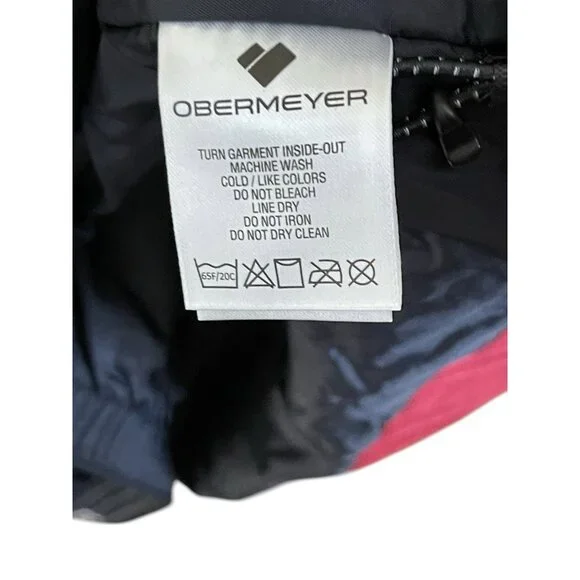 OBERMEYER
TURN GARMENT INSIDE-OUT
MACHINE WASH
COLD / LIKE COLORS
DO NOT BLEACH
LINE DRY
DO NOT IRON
DO NOT DRY CLEAN
65F/20C